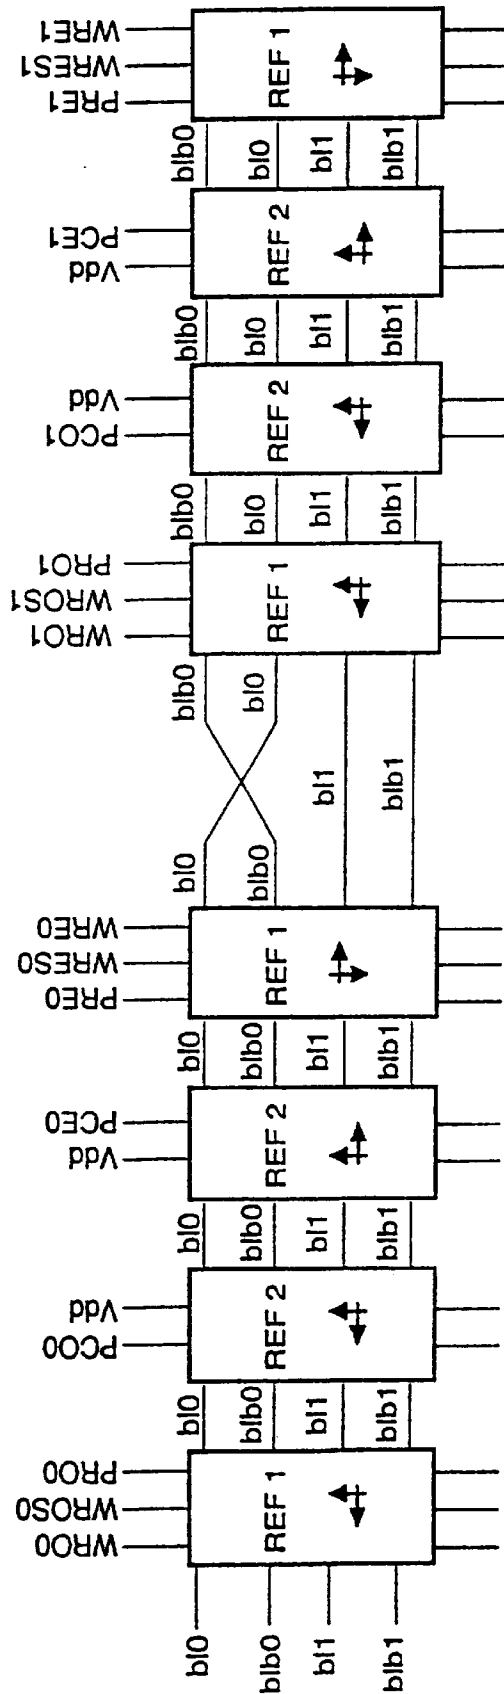 WRO0
WROS0
PRO0
PCO0
Vdd
Vdd
PCE0
PRE0
WRES0
WRE0
WRO1
WROS1
PRO1
PCO1
Vdd
Vdd
PCE1
PRE1
WRES1
WRE1
bl0
bl0
bl0
bl0
bl0
blb0
blb0
blb0
blb0
blb0
REF 1
REF 2
REF 2
REF 1
REF 1
REF 2
REF 2
REF 1
blb0
blb0
blb0
blb0
blb0
bl0
bl0
bl0
bl0
bl1
bl1
bl1
bl1
bl1
bl1
bl1
bl1
blb1
blb1
blb1
blb1
blb1
blb1
blb1
blb1